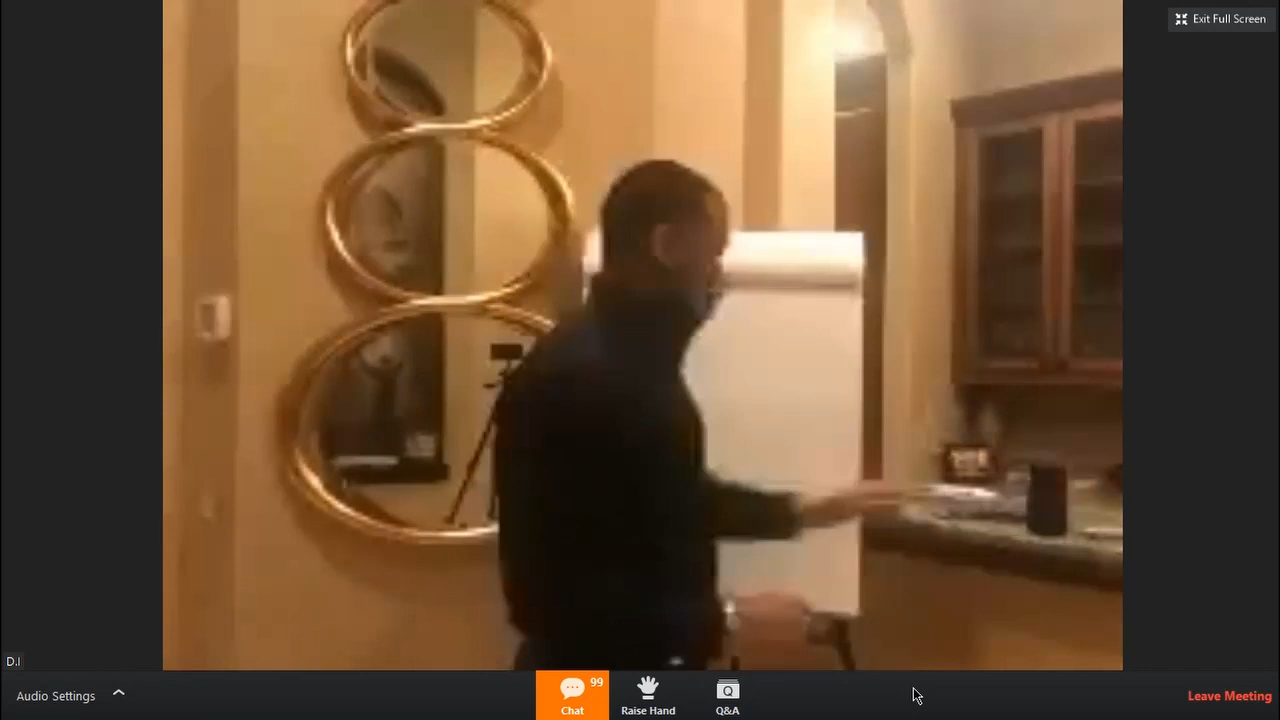 Exit Full Screen
D.I
Audio Settings
Chat
99
Raise Hand
Q
Q&A
Leave Meeting